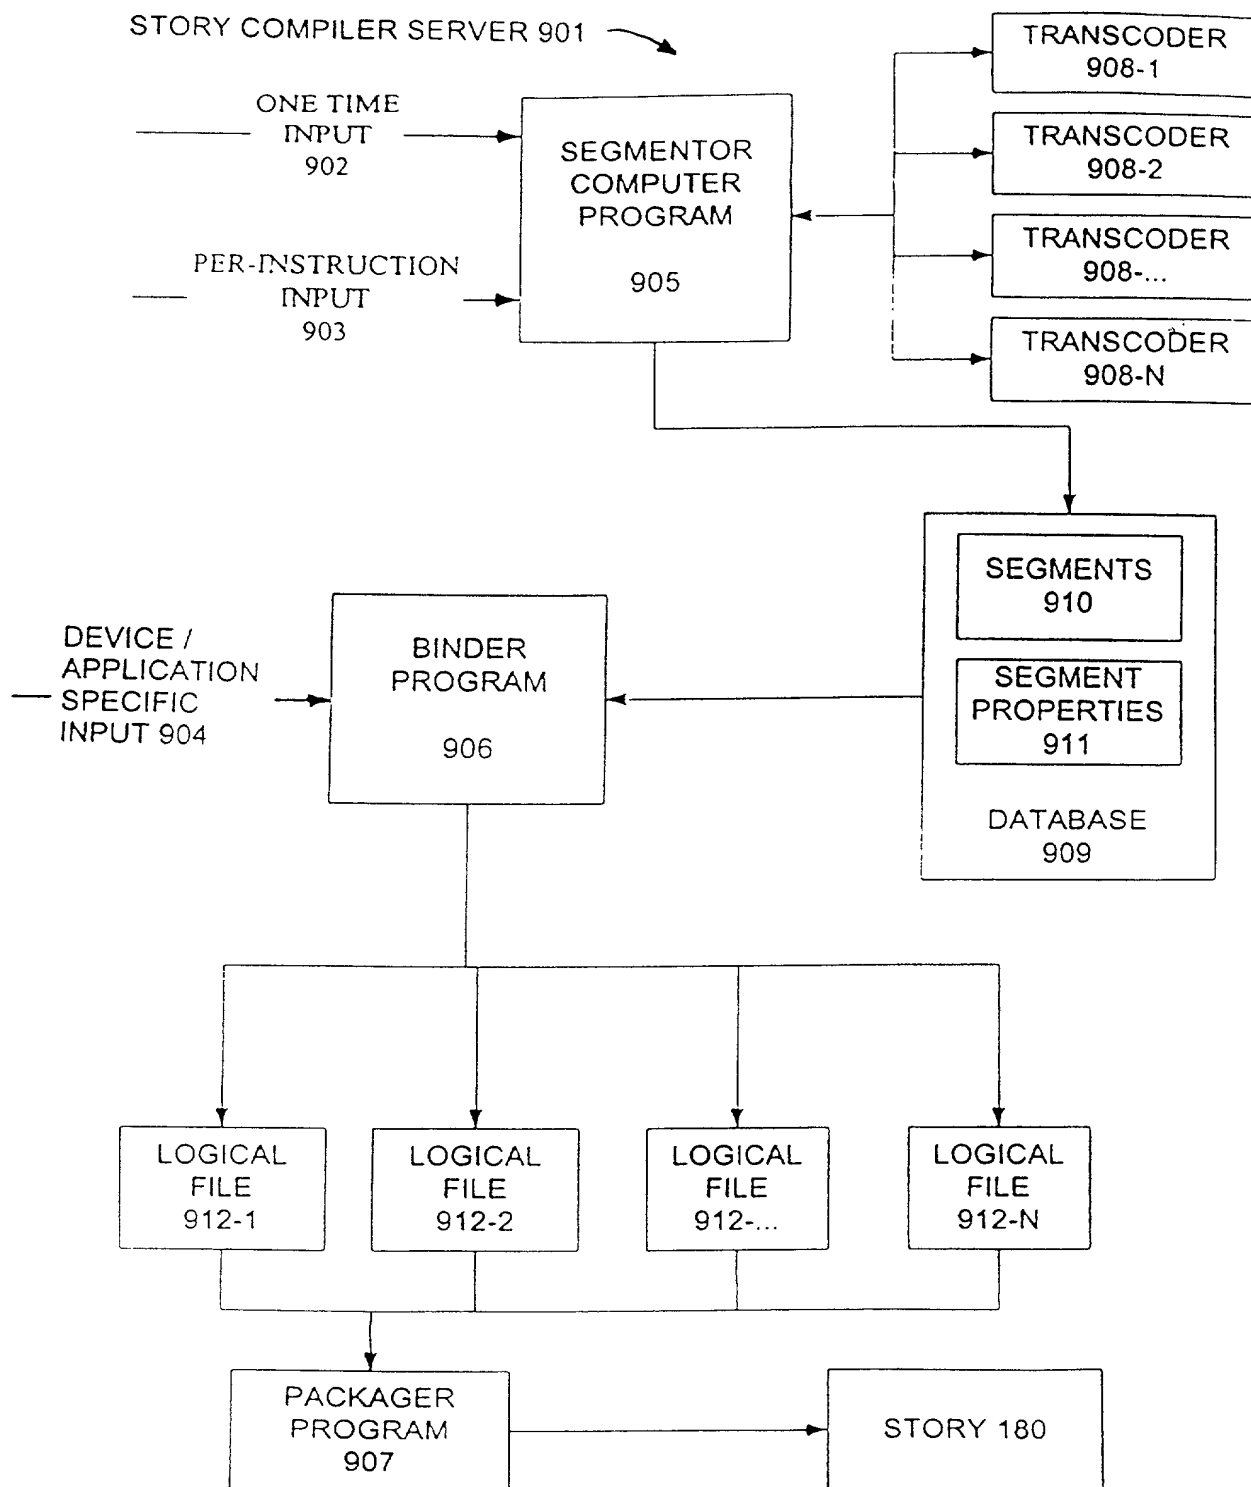 STORY COMPILER SERVER 901
ONE TIME
INPUT
902
PER-INSTRUCTION
INPUT
903
SEGMENTOR
COMPUTER
PROGRAM
905
TRANSCODER
908-1
TRANSCODER
908-2
TRANSCODER
908-...
TRANSCODER
908-N
SEGMENTS
910
SEGMENT
PROPERTIES
911
DATABASE
909
DEVICE /
APPLICATION
SPECIFIC
INPUT 904
BINDER
PROGRAM
906
LOGICAL
FILE
912-1
LOGICAL
FILE
912-2
LOGICAL
FILE
912-...
LOGICAL
FILE
912-N
PACKAGER
PROGRAM
907
STORY 180